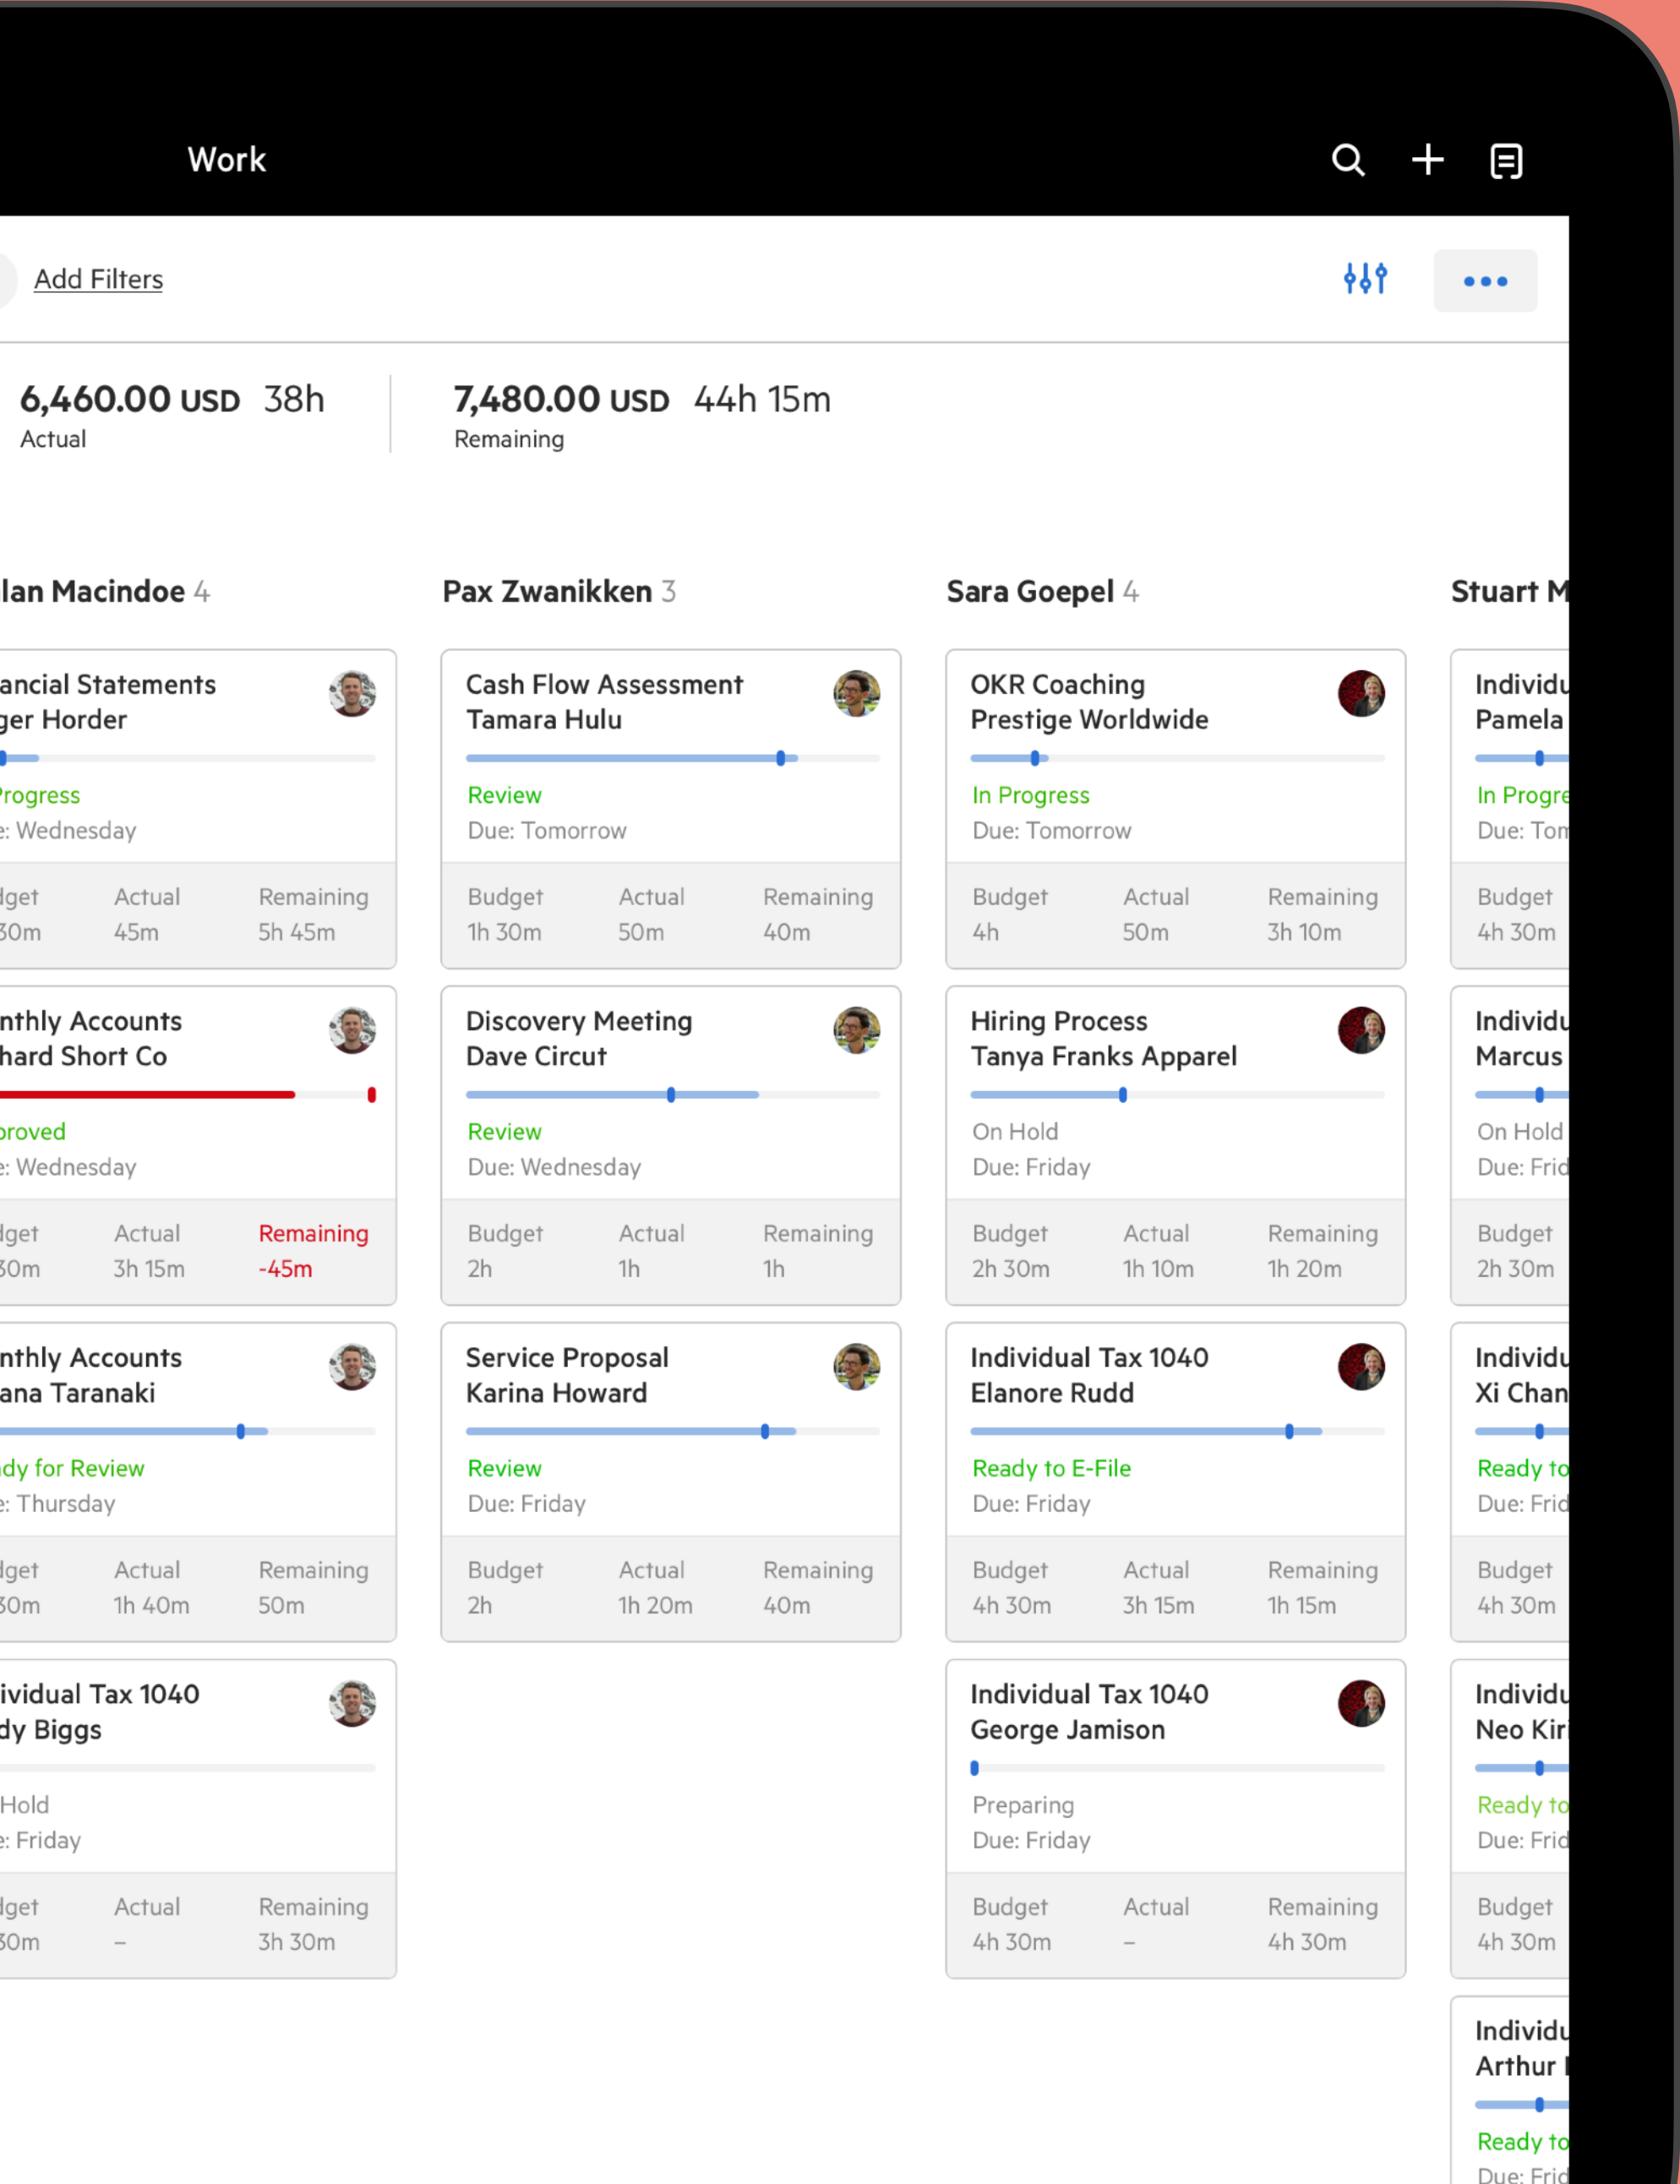 Work
Add Filters
6,460.00 USD 38h
Actual
7,480.00 USD 44h 15m
Remaining
lan Macindoe 4
ancial Statements
ger Horder
Progress
e: Wednesday
dget Actual Remaining
30m 45m 5h 45m
nthly Accounts
hard Short Co
proved
e: Wednesday
dget Actual Remaining
30m 3h 15m -45m
nthly Accounts
ana Taranaki
dy for Review
e: Thursday
dget Actual Remaining
30m 1h 40m 50m
ividual Tax 1040
dy Biggs
Hold
e: Friday
dget Actual Remaining
30m – 3h 30m
Pax Zwanikken 3
Cash Flow Assessment
Tamara Hulu
Review
Due: Tomorrow
Budget Actual Remaining
1h 30m 50m 40m
Discovery Meeting
Dave Circut
Review
Due: Wednesday
Budget Actual Remaining
2h 1h 1h
Service Proposal
Karina Howard
Review
Due: Friday
Budget Actual Remaining
2h 1h 20m 40m
Sara Goepel 4
OKR Coaching
Prestige Worldwide
In Progress
Due: Tomorrow
Budget Actual Remaining
4h 50m 3h 10m
Hiring Process
Tanya Franks Apparel
On Hold
Due: Friday
Budget Actual Remaining
2h 30m 1h 10m 1h 20m
Individual Tax 1040
Elanore Rudd
Ready to E-File
Due: Friday
Budget Actual Remaining
4h 30m 3h 15m 1h 15m
Individual Tax 1040
George Jamison
Preparing
Due: Friday
Budget Actual Remaining
4h 30m – 4h 30m
Stuart M
Individu
Pamela
In Progre
Due: Tom
Budget
4h 30m
Individu
Marcus
On Hold
Due: Frid
Budget
2h 30m
Individu
Xi Chan
Ready to
Due: Frid
Budget
4h 30m
Individu
Neo Kiri
Ready to
Due: Frid
Budget
4h 30m
Individu
Arthur
Ready to
Due: Frid